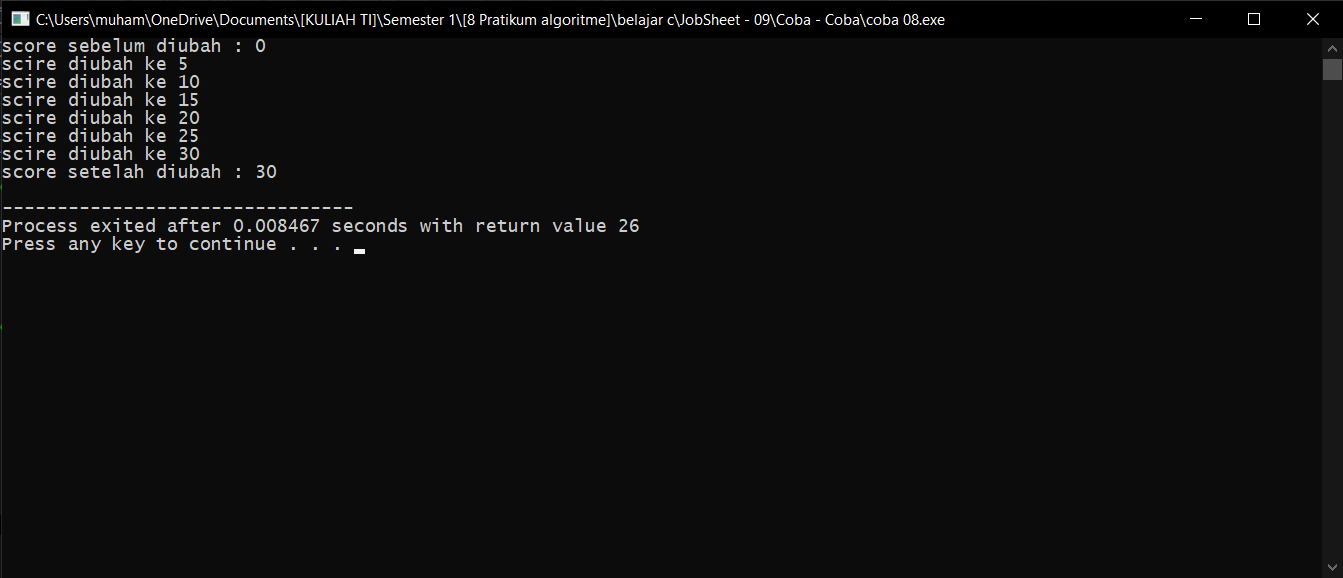 C:\Users\muham\OneDrive\Documents\[KULIAH TI]\Semester 1\[8 Pratikum algoritme]\belajar c\JobSheet - 09\Coba - Coba\coba 08.exe
score sebelum diubah : 0
scire diubah ke 5
scire diubah ke 10
scire diubah ke 15
scire diubah ke 20
scire diubah ke 25
scire diubah ke 30
score setelah diubah : 30
--------------------------------
Process exited after 0.008467 seconds with return value 26
Press any key to continue . . .